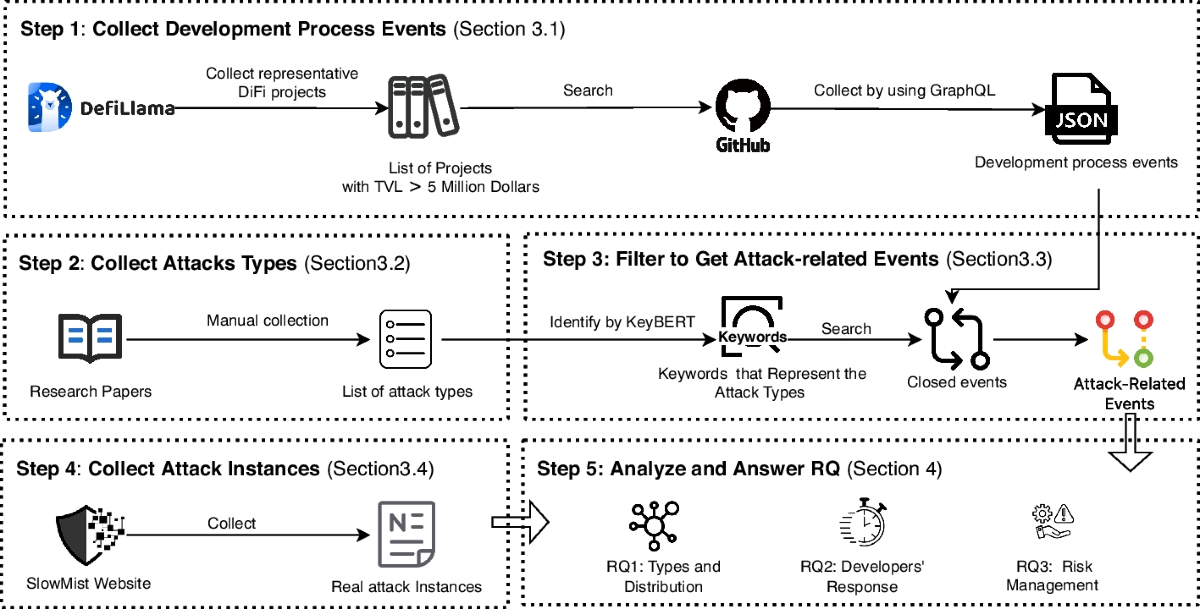 Step 1: Collect Development Process Events (Section 3.1)
DefiLlama
Collect representative
DiFi projects
List of Projects
with TVL > 5 Million Dollars
Search
GitHub
Collect by using GraphQL
JSON
Development process events
Step 2: Collect Attacks Types (Section3.2)
Research Papers
Manual collection
List of attack types
Step 3: Filter to Get Attack-related Events (Section3.3)
Identify by KeyBERT
Keywords
Keywords that Represent the
Attack Types
Search
Closed events
Attack-Related
Events
Step 4: Collect Attack Instances (Section3.4)
SlowMist Website
Collect
NE
Real attack Instances
Step 5: Analyze and Answer RQ (Section 4)
RQ1: Types and
Distribution
RQ2: Developers'
Response
RQ3: Risk
Management